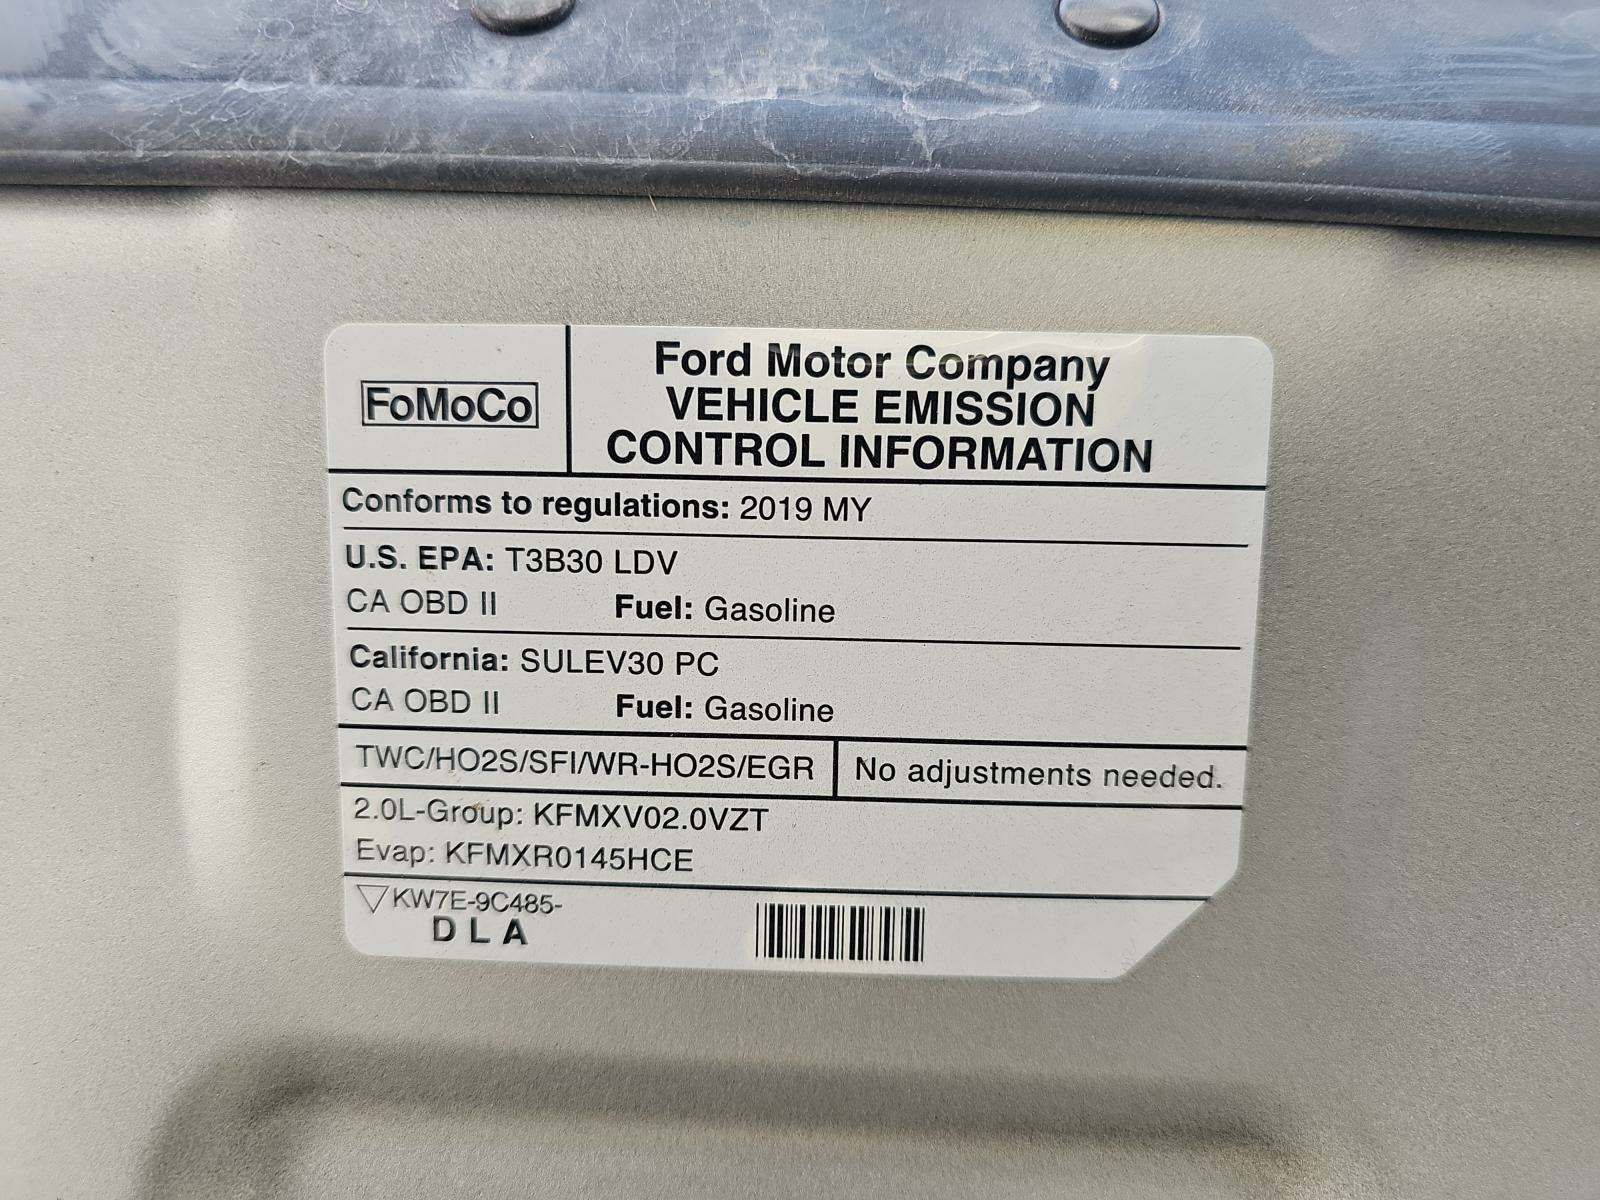 FoMoCo
Ford Motor Company
VEHICLE EMISSION
CONTROL INFORMATION
Conforms to regulations: 2019 MY
U.S. EPA: T3B30 LDV
CA OBD II Fuel: Gasoline
California: SULEV30 PC
CA OBD II Fuel: Gasoline
TWC/HO2S/SFI/WR-HO2S/EGR No adjustments needed.
2.0L-Group: KFMXV02.0VZT
Evap: KFMXR0145HCE
KW7E-9C485-
D L A